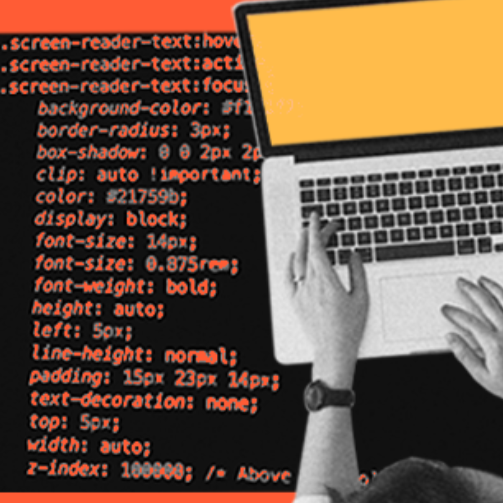 .screen-reader-text:hove
.screen-reader-text:acti
.screen-reader-text:focu
background-color: #f1
border-radius: 3px;
box-shadow: 0 0 2px 2p
clip: auto !important;
color: #21759b;
display: block;
font-size: 14px;
font-size: 0.875rem;
font-weight: bold;
height: auto;
left: 5px;
line-height: normal;
padding: 15px 23px 14px;
text-decoration: none;
top: 5px;
width: auto;
z-index: 100000; /* Above